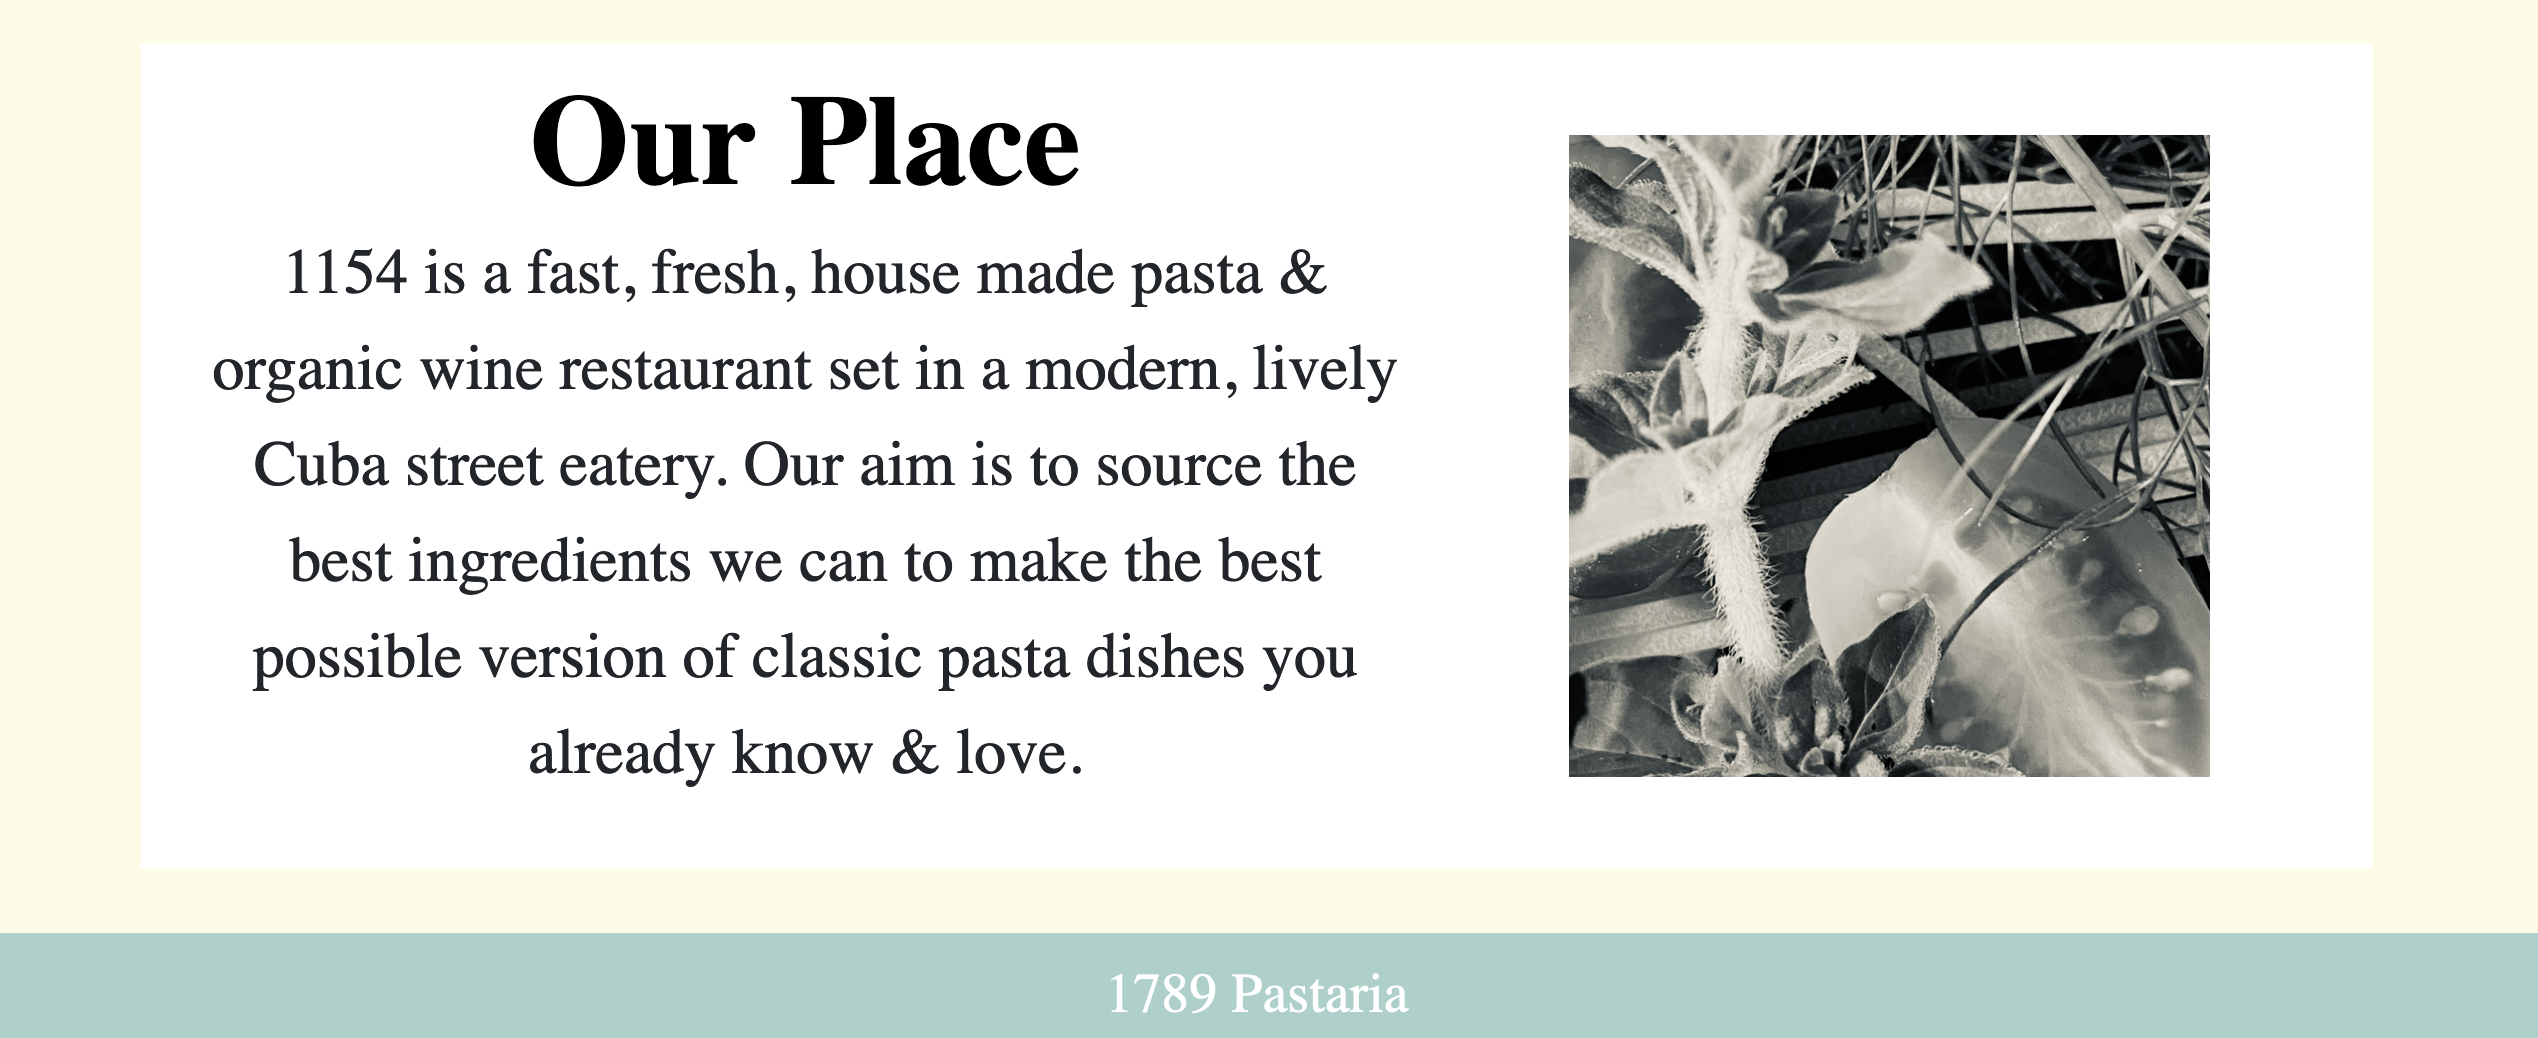 Our Place
1154 is a fast, fresh, house made pasta &
organic wine restaurant set in a modern, lively
Cuba street eatery. Our aim is to source the
best ingredients we can to make the best
possible version of classic pasta dishes you
already know & love.
1789 Pastaria